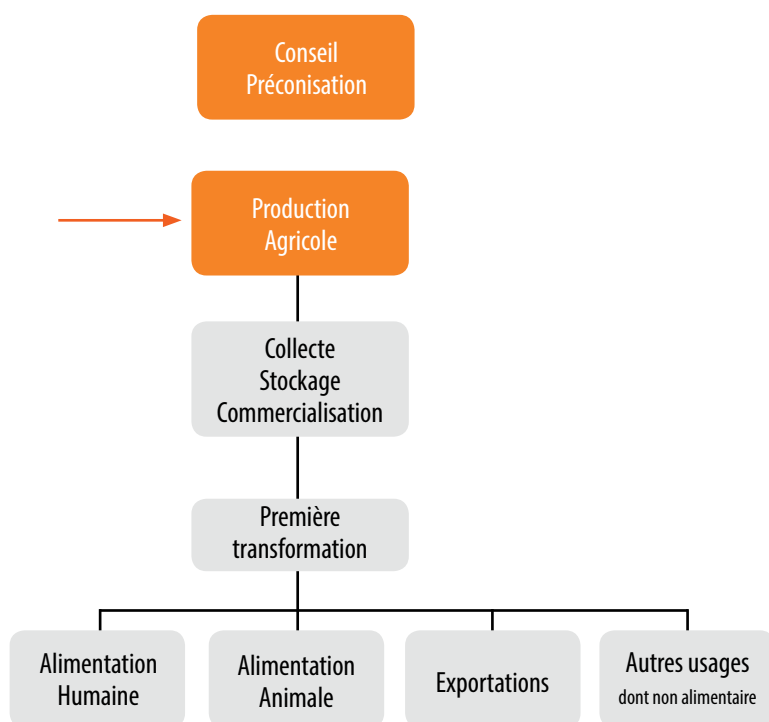 Conseil
Préconisation
Production
Agricole
Collecte
Stockage
Commercialisation
Première
transformation
Alimentation
Humaine
Alimentation
Animale
Exportations
Autres usages
dont non alimentaire